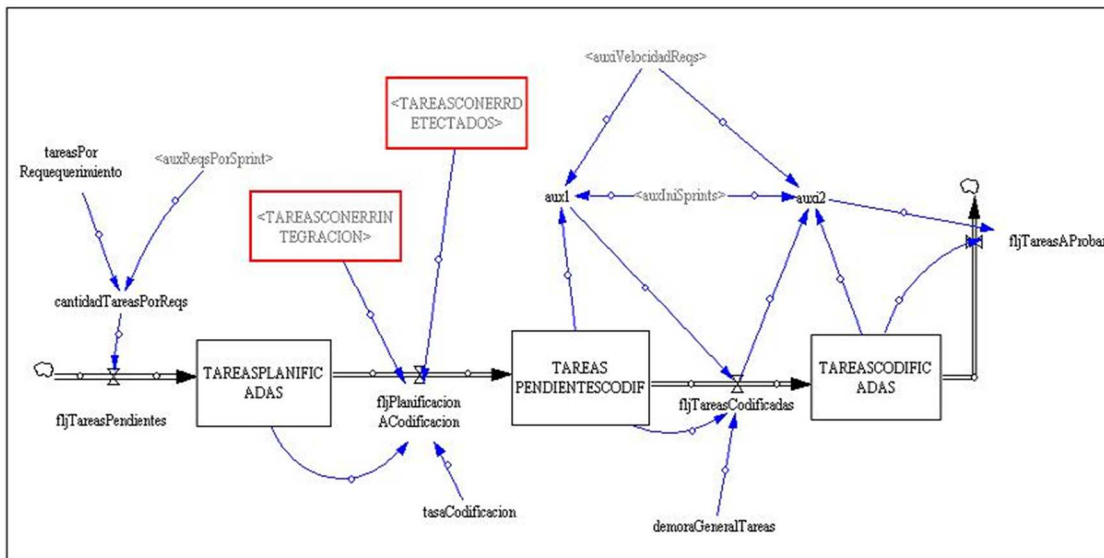 <auxiVelocidadReqs>
<TAREASCONERRD
ETECTADOS>
tareasPor
Requequerimiento
<auxReqsPorSprint>
<TAREASCONERRIN
TEGRACION>
aux1
<auxIniSprints>
auxi2
fljTareasAProbar
cantidadTareasPorReqs
TAREASPLANIFIC
ADAS
TAREAS
PENDIENTESCODIF
TAREASCODIFIC
ADAS
fljTareasPendientes
fljPlanificacion
ACodificacion
fljTareasCodificadas
tasaCodificacion
demoraGeneralTareas